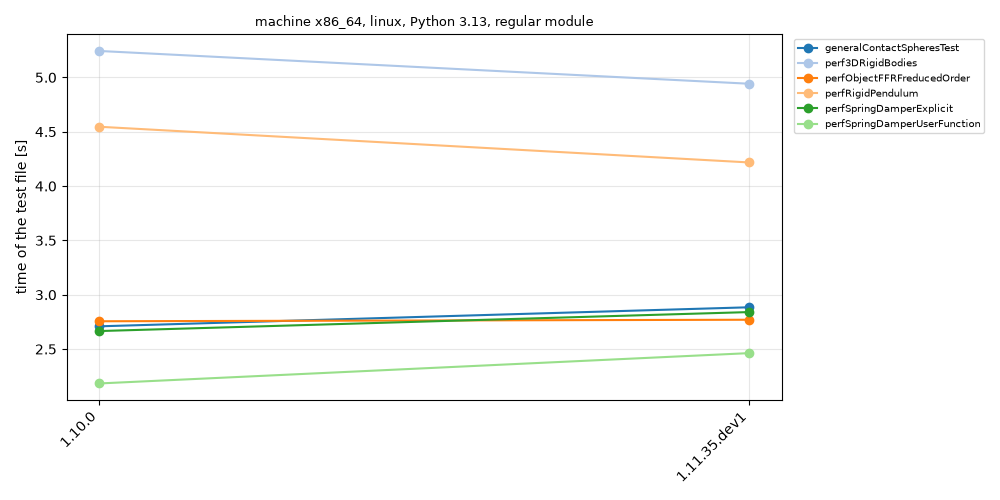 machine x86_64, linux, Python 3.13, regular module
time of the test file [s]
5.0
4.5
4.0
3.5
3.0
2.5
1.10.0
1.11.35.dev1
generalContactSpheresTest
perf3DRigidBodies
perfObjectFFRFreducedOrder
perfRigidPendulum
perfSpringDamperExplicit
perfSpringDamperUserFunction